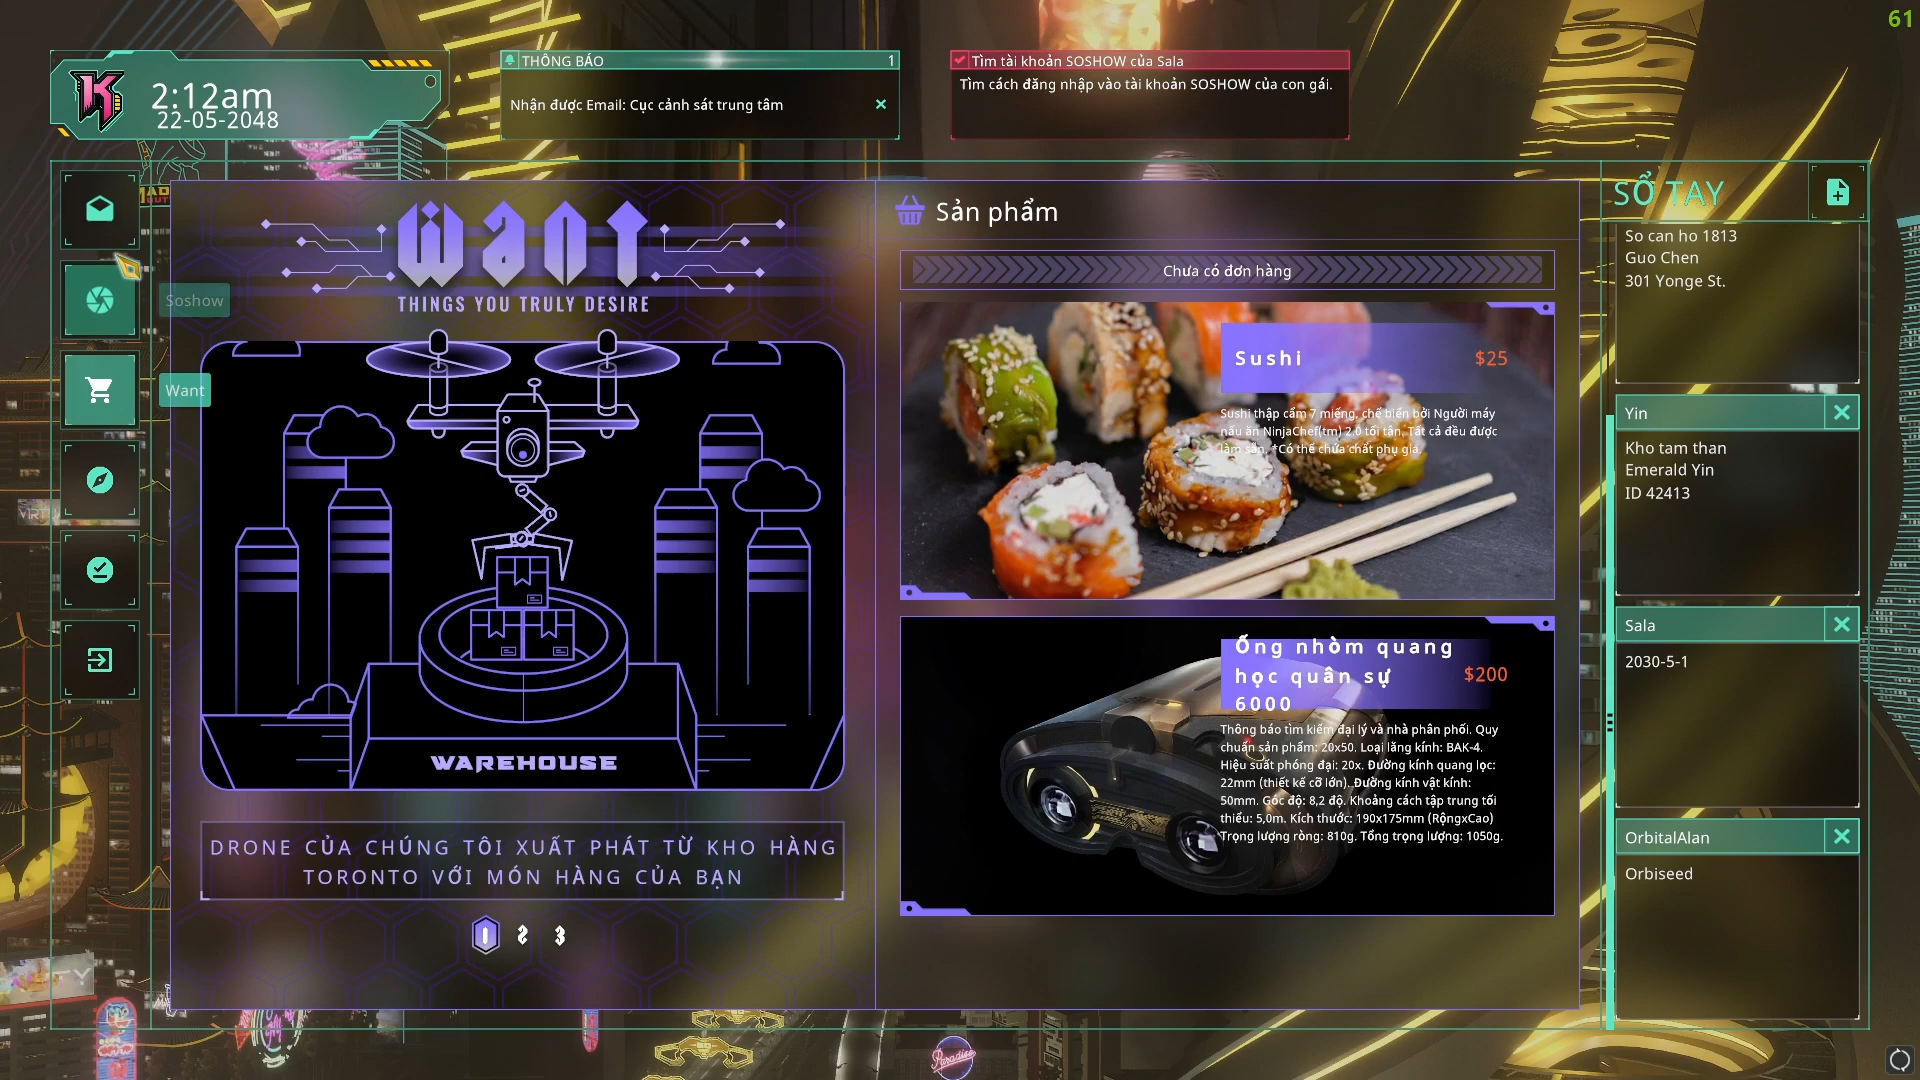 61
2:12am
22-05-2048
THÔNG BÁO
1
Nhận được Email: Cục cảnh sát trung tâm
Tìm tài khoản SOSHOW của Sala
Tìm cách đăng nhập vào tài khoản SOSHOW của con gái.
Soshow
Want
WANT
THINGS YOU TRULY DESIRE
WAREHOUSE
DRONE CỦA CHÚNG TÔI XUẤT PHÁT TỪ KHO HÀNG
TORONTO VỚI MÓN HÀNG CỦA BẠN
1 2 3
Sản phẩm
Chưa có đơn hàng
Sushi
$25
Sushi thập cẩm 7 miếng, chế biến bởi Người máy
nấu ăn NinjaChef(tm) 2.0 tối tân. Tất cả đều được
làm sẵn. *Có thể chứa chất phụ gia.
Ống nhòm quang
học quân sự
6000
$200
Thông báo tìm kiếm đại lý và nhà phân phối. Quy
chuẩn sản phẩm: 20x50. Loại lăng kính: BAK-4.
Hiệu suất phóng đại: 20x. Đường kính quang lọc:
22mm (thiết kế cỡ lớn). Đường kính vật kính:
50mm. Góc độ: 8,2 độ. Khoảng cách tập trung tối
thiểu: 5,0m. Kích thước: 190x175mm (RộngxCao)
Trọng lượng ròng: 810g. Tổng trọng lượng: 1050g.
SỔ TAY
So can ho 1813
Guo Chen
301 Yonge St.
Yin
Kho tam than
Emerald Yin
ID 42413
Sala
2030-5-1
OrbitalAlan
Orbiseed
Paradise